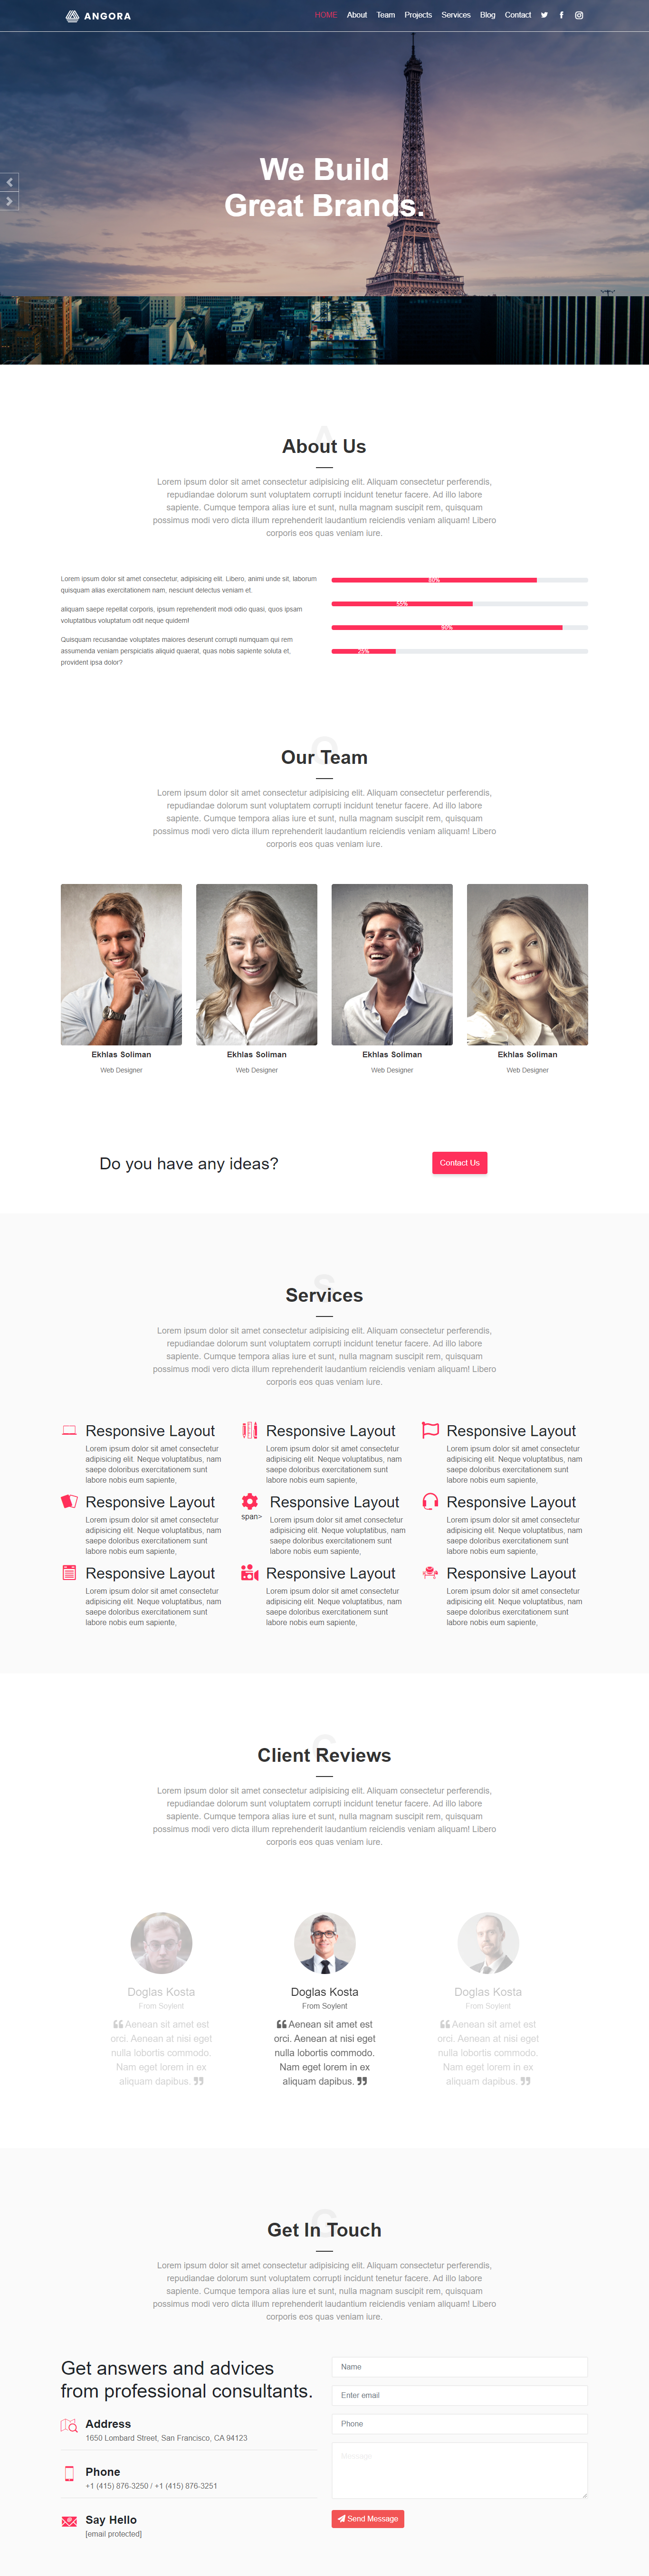 ANGORA
HOME About Team Projects Services Blog Contact
We Build
Great Brands.
A
About Us
Lorem ipsum dolor sit amet consectetur adipisicing elit. Aliquam consectetur perferendis,
repudiandae dolorum sunt voluptatem corrupti incidunt tenetur facere. Ad illo labore
sapiente. Cumque tempora alias iure et sunt, nulla magnam suscipit rem, quisquam
possimus modi vero dicta illum reprehenderit laudantium reiciendis veniam aliquam! Libero
corporis eos quas veniam iure.
Lorem ipsum dolor sit amet consectetur, adipisicing elit. Libero, animi unde sit, laborum
quisquam alias exercitationem nam, nesciunt delectus veniam et.
aliquam saepe repellat corporis, ipsum reprehenderit modi odio quasi, quos ipsam
voluptatibus voluptatum odit neque quidem!
Quisquam recusandae voluptates maiores deserunt corrupti numquam qui rem
assumenda veniam perspiciatis aliquid quaerat, quas nobis sapiente soluta et,
provident ipsa dolor?
80%
55%
90%
25%
O
Our Team
Lorem ipsum dolor sit amet consectetur adipisicing elit. Aliquam consectetur perferendis,
repudiandae dolorum sunt voluptatem corrupti incidunt tenetur facere. Ad illo labore
sapiente. Cumque tempora alias iure et sunt, nulla magnam suscipit rem, quisquam
possimus modi vero dicta illum reprehenderit laudantium reiciendis veniam aliquam! Libero
corporis eos quas veniam iure.
Ekhlas Soliman
Web Designer
Ekhlas Soliman
Web Designer
Ekhlas Soliman
Web Designer
Ekhlas Soliman
Web Designer
Do you have any ideas?
Contact Us
S
Services
Lorem ipsum dolor sit amet consectetur adipisicing elit. Aliquam consectetur perferendis,
repudiandae dolorum sunt voluptatem corrupti incidunt tenetur facere. Ad illo labore
sapiente. Cumque tempora alias iure et sunt, nulla magnam suscipit rem, quisquam
possimus modi vero dicta illum reprehenderit laudantium reiciendis veniam aliquam! Libero
corporis eos quas veniam iure.
Responsive Layout
Lorem ipsum dolor sit amet consectetur
adipisicing elit. Neque voluptatibus, nam
saepe doloribus exercitationem sunt
labore nobis eum sapiente,
Responsive Layout
Lorem ipsum dolor sit amet consectetur
adipisicing elit. Neque voluptatibus, nam
saepe doloribus exercitationem sunt
labore nobis eum sapiente,
Responsive Layout
Lorem ipsum dolor sit amet consectetur
adipisicing elit. Neque voluptatibus, nam
saepe doloribus exercitationem sunt
labore nobis eum sapiente,
Responsive Layout
Lorem ipsum dolor sit amet consectetur
adipisicing elit. Neque voluptatibus, nam
saepe doloribus exercitationem sunt
labore nobis eum sapiente,
span>
Responsive Layout
Lorem ipsum dolor sit amet consectetur
adipisicing elit. Neque voluptatibus, nam
saepe doloribus exercitationem sunt
labore nobis eum sapiente,
Responsive Layout
Lorem ipsum dolor sit amet consectetur
adipisicing elit. Neque voluptatibus, nam
saepe doloribus exercitationem sunt
labore nobis eum sapiente,
Responsive Layout
Lorem ipsum dolor sit amet consectetur
adipisicing elit. Neque voluptatibus, nam
saepe doloribus exercitationem sunt
labore nobis eum sapiente,
Responsive Layout
Lorem ipsum dolor sit amet consectetur
adipisicing elit. Neque voluptatibus, nam
saepe doloribus exercitationem sunt
labore nobis eum sapiente,
Responsive Layout
Lorem ipsum dolor sit amet consectetur
adipisicing elit. Neque voluptatibus, nam
saepe doloribus exercitationem sunt
labore nobis eum sapiente,
C
Client Reviews
Lorem ipsum dolor sit amet consectetur adipisicing elit. Aliquam consectetur perferendis,
repudiandae dolorum sunt voluptatem corrupti incidunt tenetur facere. Ad illo labore
sapiente. Cumque tempora alias iure et sunt, nulla magnam suscipit rem, quisquam
possimus modi vero dicta illum reprehenderit laudantium reiciendis veniam aliquam! Libero
corporis eos quas veniam iure.
Doglas Kosta
From Soylent
“ Aenean sit amet est
orci. Aenean at nisi eget
nulla lobortis commodo.
Nam eget lorem in ex
aliquam dapibus. ”
Doglas Kosta
From Soylent
“ Aenean sit amet est
orci. Aenean at nisi eget
nulla lobortis commodo.
Nam eget lorem in ex
aliquam dapibus. ”
Doglas Kosta
From Soylent
“ Aenean sit amet est
orci. Aenean at nisi eget
nulla lobortis commodo.
Nam eget lorem in ex
aliquam dapibus. ”
G
Get In Touch
Lorem ipsum dolor sit amet consectetur adipisicing elit. Aliquam consectetur perferendis,
repudiandae dolorum sunt voluptatem corrupti incidunt tenetur facere. Ad illo labore
sapiente. Cumque tempora alias iure et sunt, nulla magnam suscipit rem, quisquam
possimus modi vero dicta illum reprehenderit laudantium reiciendis veniam aliquam! Libero
corporis eos quas veniam iure.
Get answers and advices
from professional consultants.
Address
1650 Lombard Street, San Francisco, CA 94123
Phone
+1 (415) 876-3250 / +1 (415) 876-3251
Say Hello
[email protected]
Name
Enter email
Phone
Message
Send Message